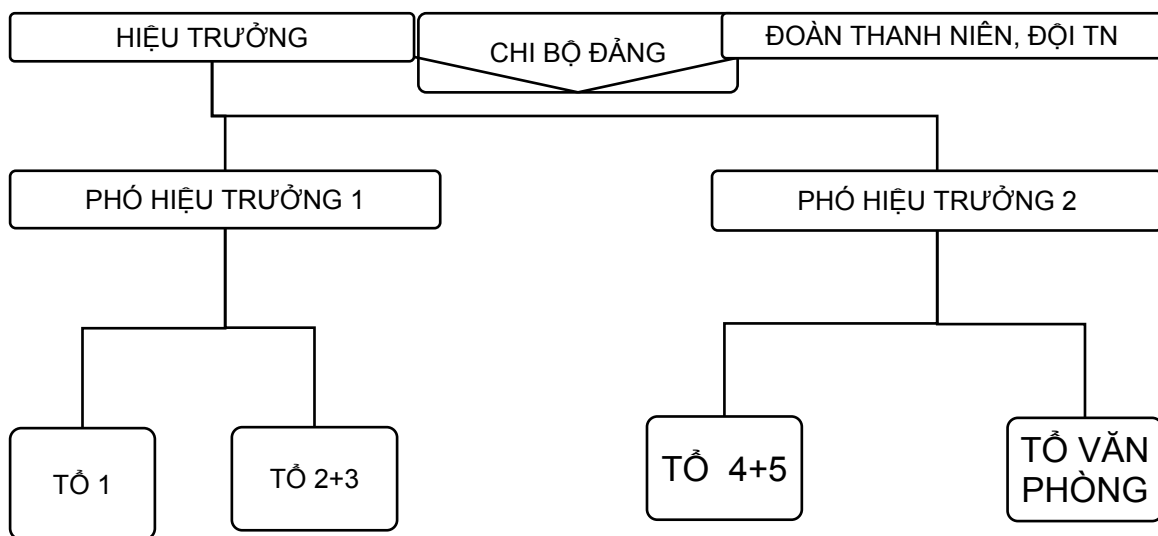 HIỆU TRƯỞNG
CHI BỘ ĐẢNG
ĐOÀN THANH NIÊN, ĐỘI TN
PHÓ HIỆU TRƯỞNG 1
PHÓ HIỆU TRƯỞNG 2
TỔ 1
TỔ 2+3
TỔ 4+5
TỔ VĂN
PHÒNG